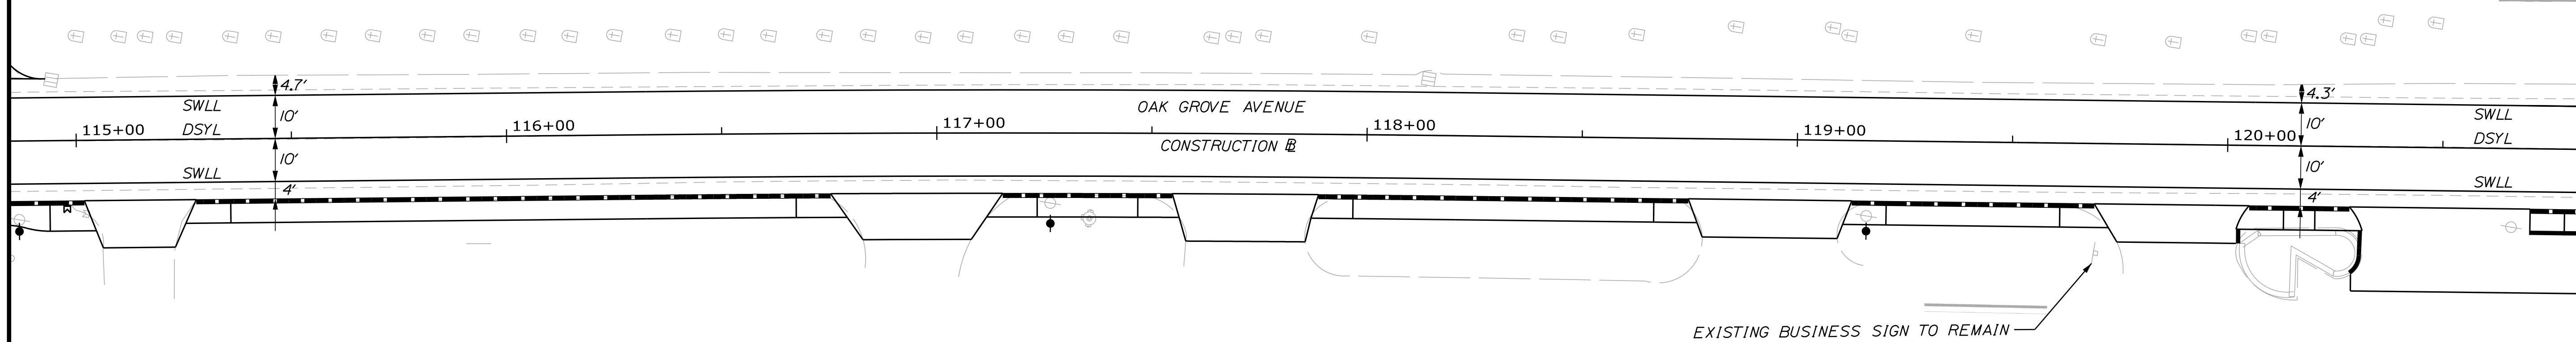 4.7'
SWLL
10'
115+00
DSYL
116+00
117+00
OAK GROVE AVENUE
118+00
119+00
120+00
4.3'
SWLL
10'
DSYL
10'
SWLL
4'
CONSTRUCTION BL
10'
SWLL
4'
EXISTING BUSINESS SIGN TO REMAIN